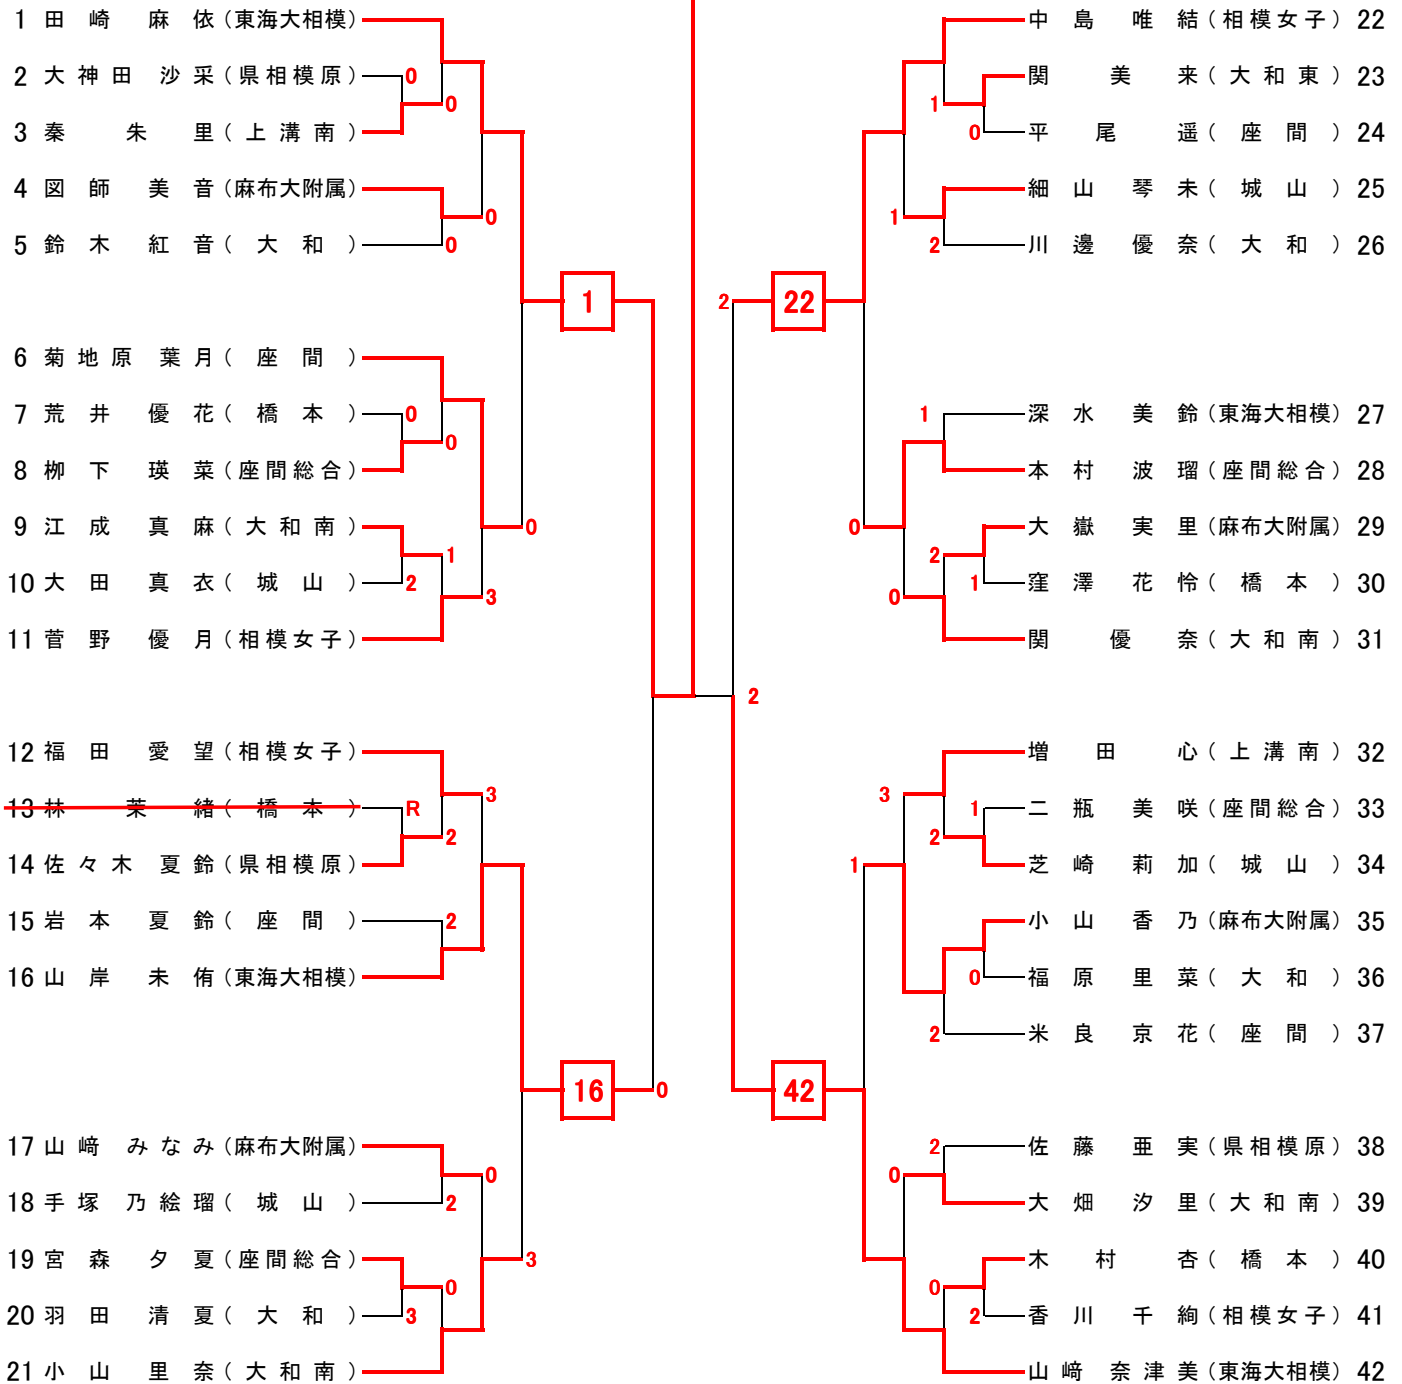 1 田崎 麻依(東海大相模)
2 大神田 沙采(県相模原) 0
0
3 秦 朱里(上溝南)
4 図師 美音(麻布大附属)
0
5 鈴木 紅音(大和) 0
1
6 菊地原 葉月(座間)
7 荒井 優花(橋本) 0
0
8 栁下 瑛菜(座間総合)
9 江成 真麻(大和南) 0
1
10 大田 真衣(城山) 2
3
11 菅野 優月(相模女子)
12 福田 愛望(相模女子)
3
13 林 茉緒(橋本) R
2
14 佐々木 夏鈴(県相模原)
15 岩本 夏鈴(座間) 2
16 山岸 未侑(東海大相模)
16 0
17 山﨑 みなみ(麻布大附属)
0
18 手塚 乃絵瑠(城山) 2
19 宮森 夕夏(座間総合) 3
0
20 羽田 清夏(大和) 3
21 小山 里奈(大和南)
2
中島 唯結(相模女子) 22
関 美来(大和東) 23
1
0 平尾 遥(座間) 24
細山 琴未(城山) 25
1
2 川邊 優奈(大和) 26
2 22
1 深水 美鈴(東海大相模) 27
本村 波瑠(座間総合) 28
0 大嶽 実里(麻布大附属) 29
2
1 窪澤 花怜(橋本) 30
0
関 優奈(大和南) 31
増田 心(上溝南) 32
3
1 二瓶 美咲(座間総合) 33
2
1 芝崎 莉加(城山) 34
小山 香乃(麻布大附属) 35
0 福原 里菜(大和) 36
2 米良 京花(座間) 37
42
2 佐藤 亜実(県相模原) 38
0
大畑 汐里(大和南) 39
木村 杏(橋本) 40
0
2 香川 千絢(相模女子) 41
山﨑 奈津美(東海大相模) 42